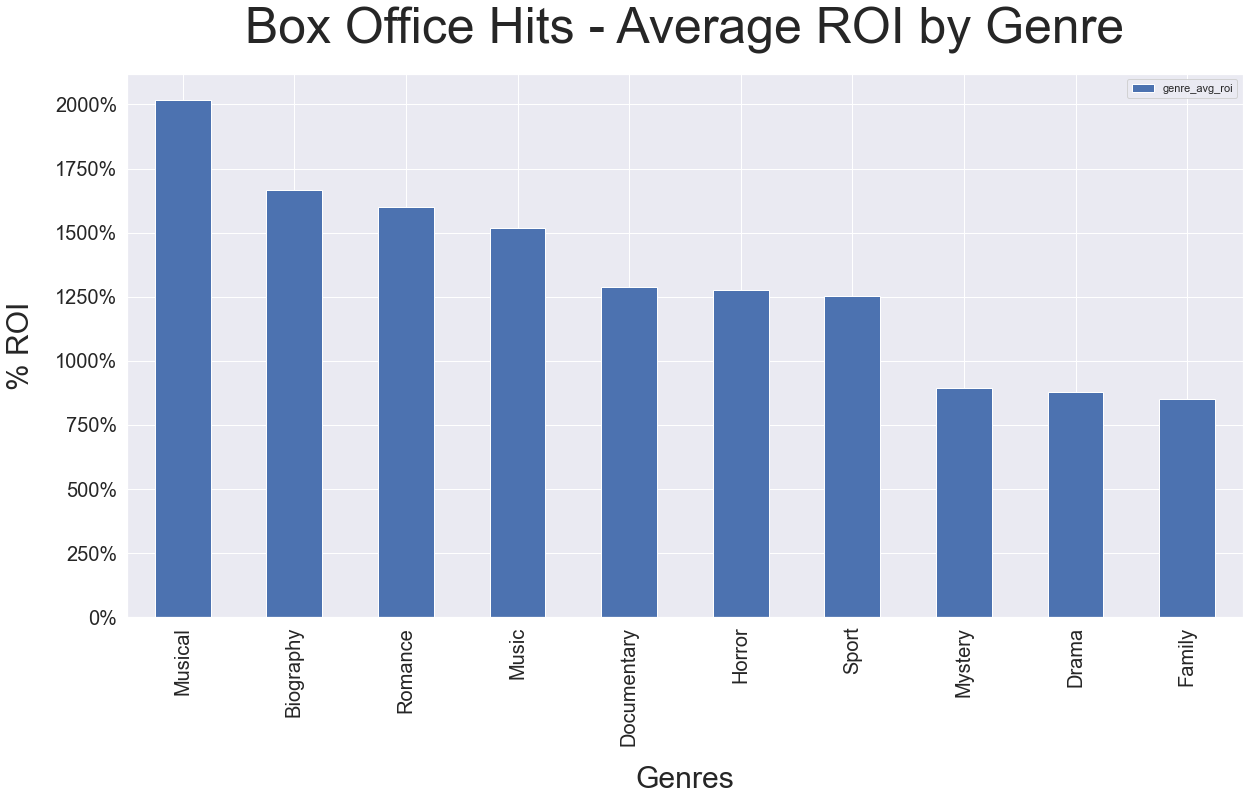 Box Office Hits - Average ROI by Genre
genre_avg_roi
% ROI
2000%
1750%
1500%
1250%
1000%
750%
500%
250%
0%
Musical
Biography
Romance
Music
Documentary
Horror
Sport
Mystery
Drama
Family
Genres